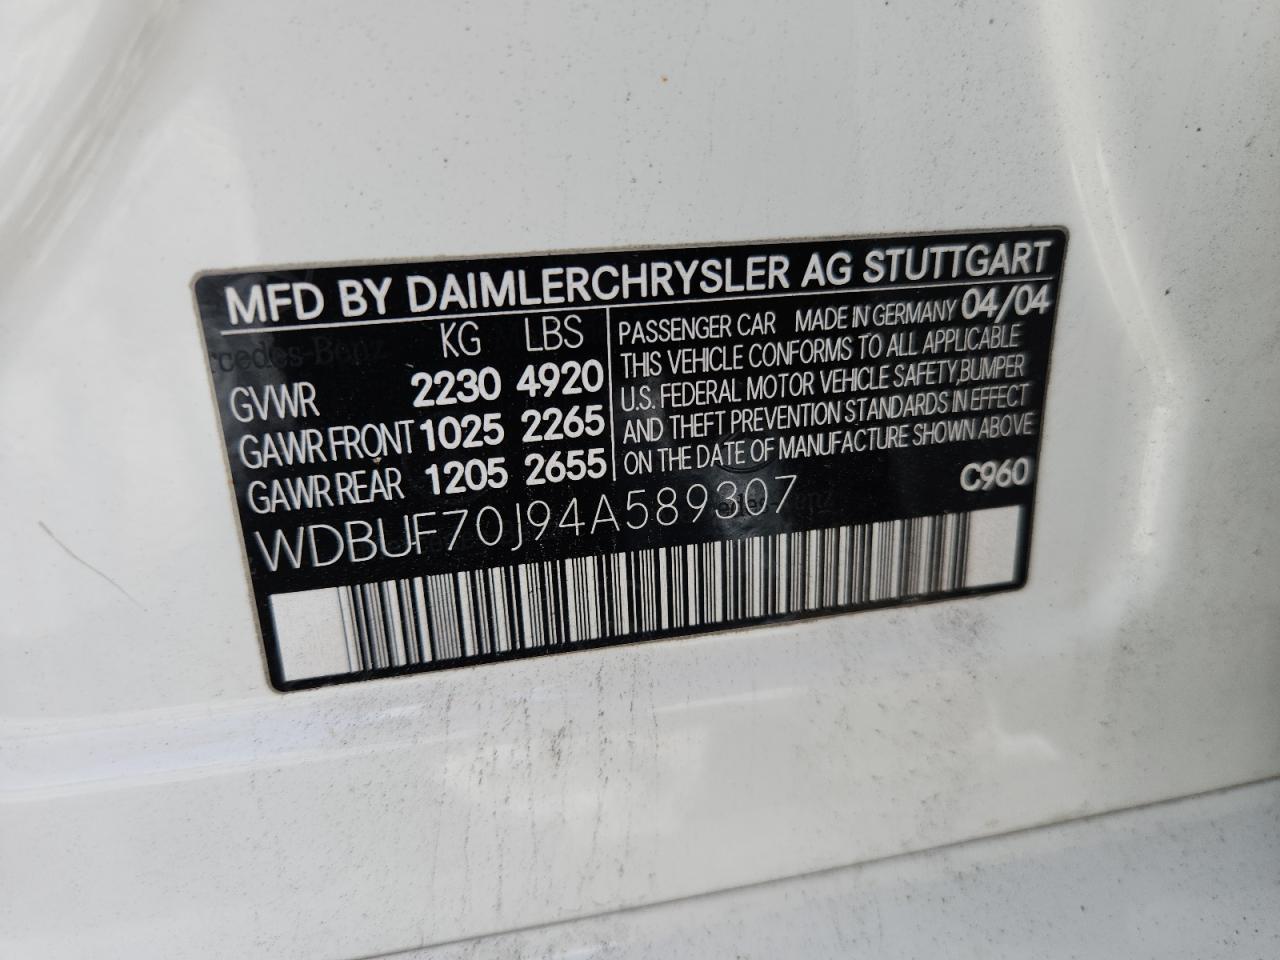 MFD BY DAIMLERCHRYSLER AG STUTTGART
KG LBS
GVWR 2230 4920
GAWR FRONT 1025 2265
GAWR REAR 1205 2655
PASSENGER CAR MADE IN GERMANY 04/04
THIS VEHICLE CONFORMS TO ALL APPLICABLE
U.S. FEDERAL MOTOR VEHICLE SAFETY,BUMPER
AND THEFT PREVENTION STANDARDS IN EFFECT
ON THE DATE OF MANUFACTURE SHOWN ABOVE
C960
WDBUF70J94A589307